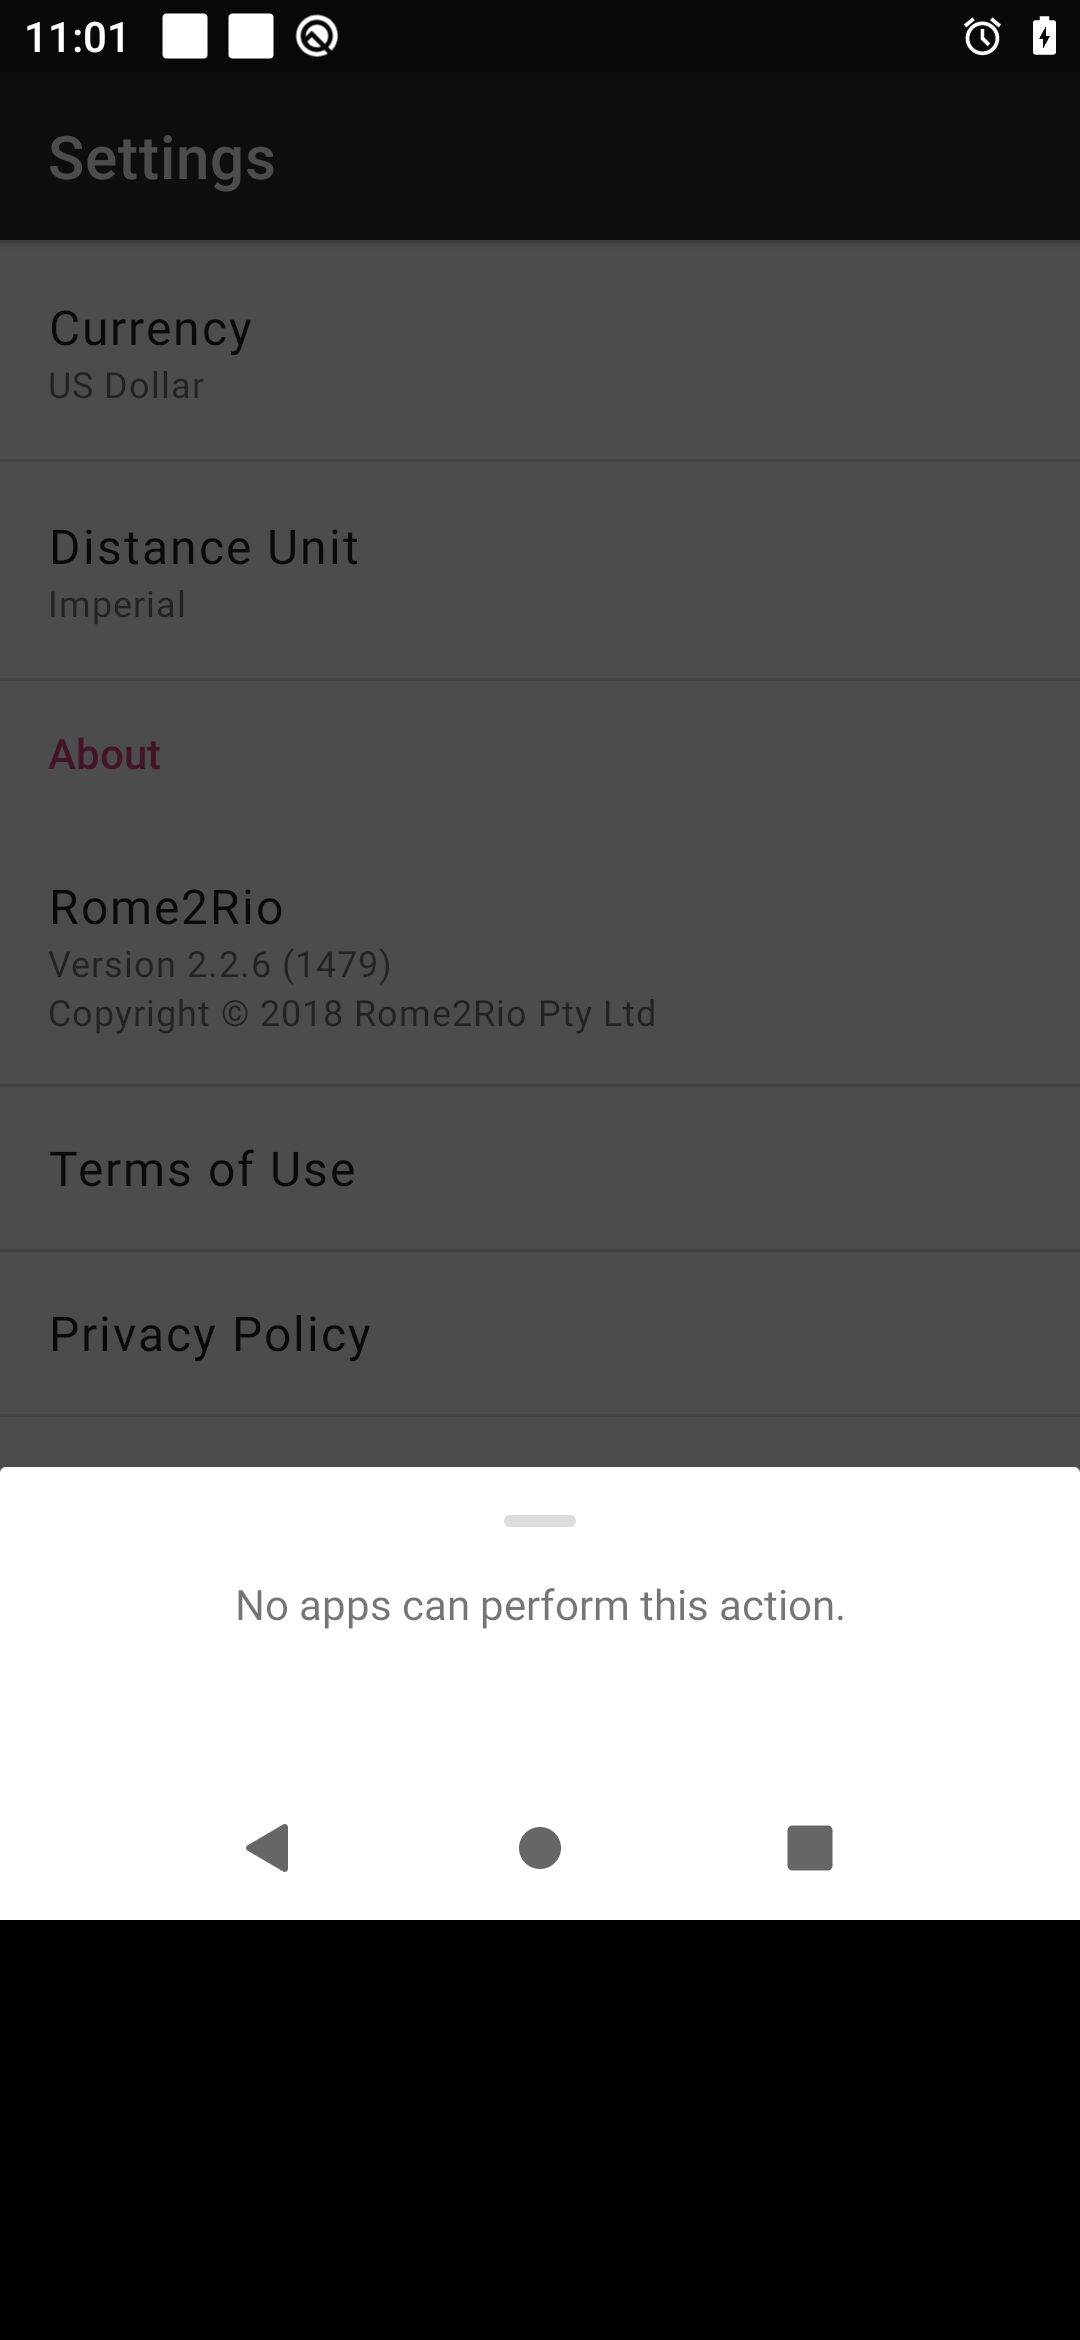 11:01
Settings
Currency
US Dollar
Distance Unit
Imperial
About
Rome2Rio
Version 2.2.6 (1479)
Copyright © 2018 Rome2Rio Pty Ltd
Terms of Use
Privacy Policy
No apps can perform this action.